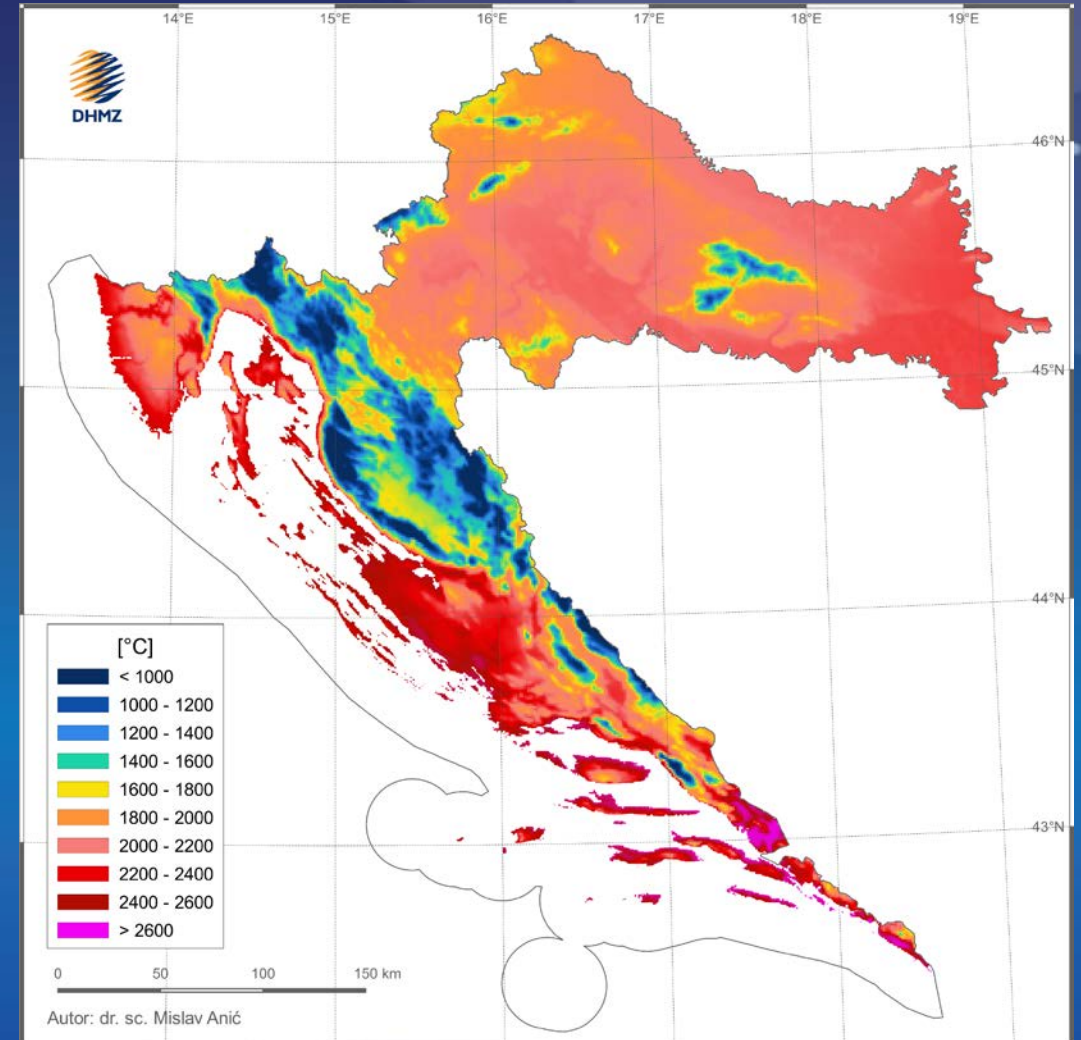 14°E 15°E 16°E 17°E 18°E 19°E
DHMZ
46°N
45°N
44°N
43°N
[°C]
< 1000
1000 - 1200
1200 - 1400
1400 - 1600
1600 - 1800
1800 - 2000
2000 - 2200
2200 - 2400
2400 - 2600
> 2600
0 50 100 150 km
Autor: dr. sc. Mislav Anić